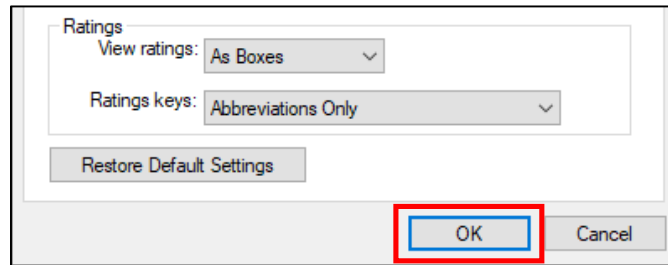 Ratings
View ratings: As Boxes
Ratings keys: Abbreviations Only
Restore Default Settings
OK Cancel